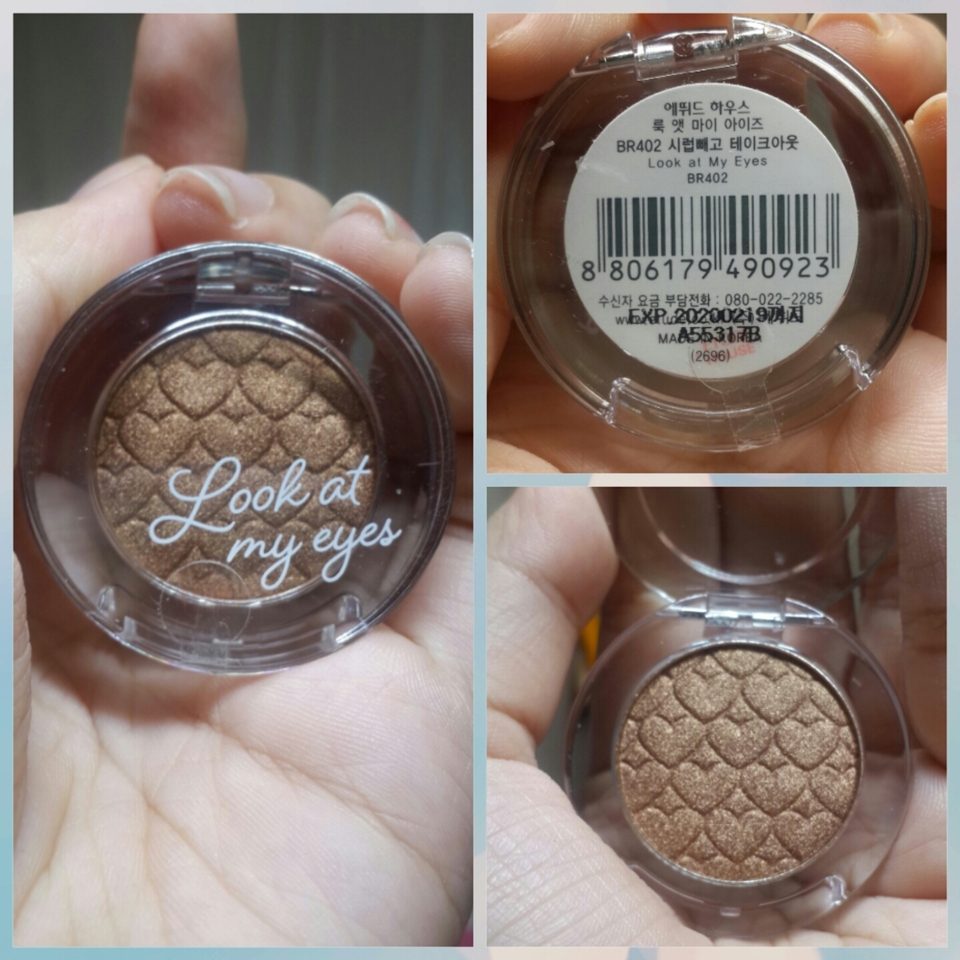 Look at
my eyes
에뛰드 하우스
룩 앳 마이 아이즈
BR402 시럽빼고 테이크아웃
Look at My Eyes
BR402
8 806179 490923
수신자 요금 부담전화 : 080-022-2285
EXP 20200219까지
A55317B
MADE IN KOREA
(2696)